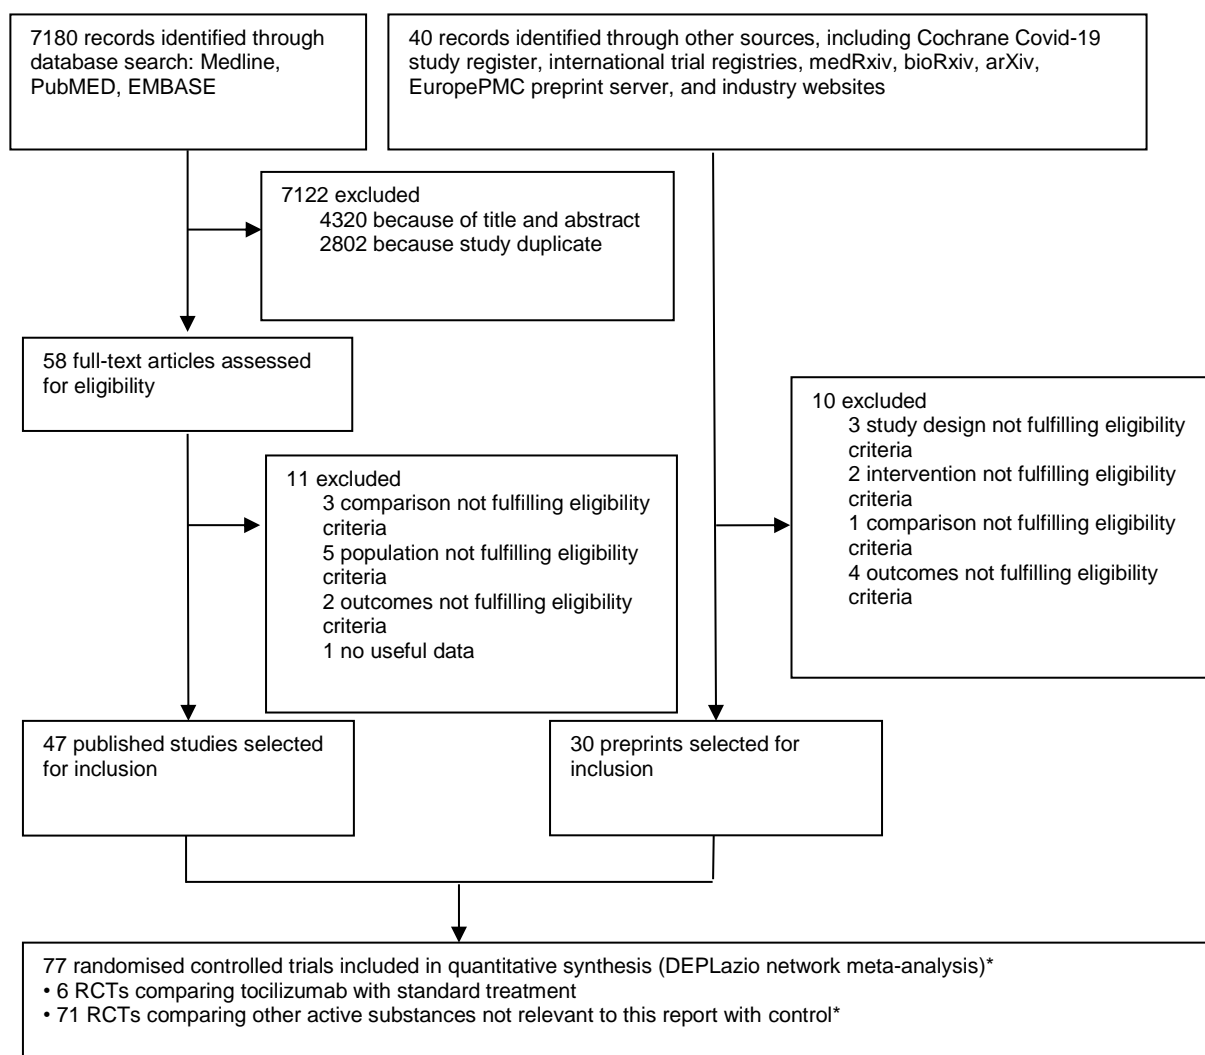 7180 records identified through
database search: Medline,
PubMED, EMBASE
40 records identified through other sources, including Cochrane Covid-19
study register, international trial registries, medRxiv, bioRxiv, arXiv,
EuropePMC preprint server, and industry websites
7122 excluded
4320 because of title and abstract
2802 because study duplicate
58 full-text articles assessed
for eligibility
10 excluded
3 study design not fulfilling eligibility
criteria
2 intervention not fulfilling eligibility
criteria
1 comparison not fulfilling eligibility
criteria
4 outcomes not fulfilling eligibility
criteria
11 excluded
3 comparison not fulfilling eligibility
criteria
5 population not fulfilling eligibility
criteria
2 outcomes not fulfilling eligibility
criteria
1 no useful data
47 published studies selected
for inclusion
30 preprints selected for
inclusion
77 randomised controlled trials included in quantitative synthesis (DEPLazio network meta-analysis)*
• 6 RCTs comparing tocilizumab with standard treatment
• 71 RCTs comparing other active substances not relevant to this report with control*